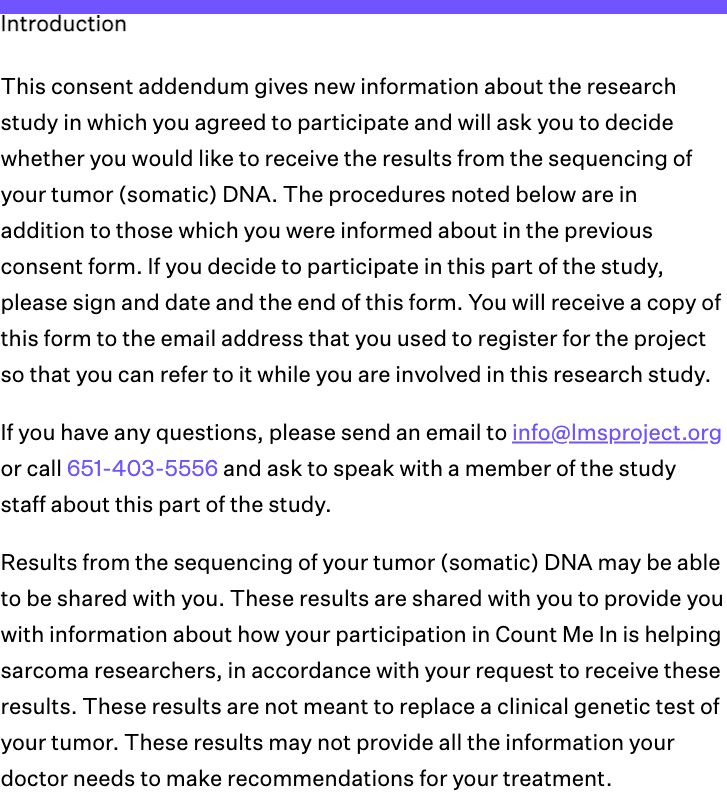 Introduction
This consent addendum gives new information about the research
study in which you agreed to participate and will ask you to decide
whether you would like to receive the results from the sequencing of
your tumor (somatic) DNA. The procedures noted below are in
addition to those which you were informed about in the previous
consent form. If you decide to participate in this part of the study,
please sign and date and the end of this form. You will receive a copy of
this form to the email address that you used to register for the project
so that you can refer to it while you are involved in this research study.
If you have any questions, please send an email to info@lmsproject.org
or call 651-403-5556 and ask to speak with a member of the study
staff about this part of the study.
Results from the sequencing of your tumor (somatic) DNA may be able
to be shared with you. These results are shared with you to provide you
with information about how your participation in Count Me In is helping
sarcoma researchers, in accordance with your request to receive these
results. These results are not meant to replace a clinical genetic test of
your tumor. These results may not provide all the information your
doctor needs to make recommendations for your treatment.